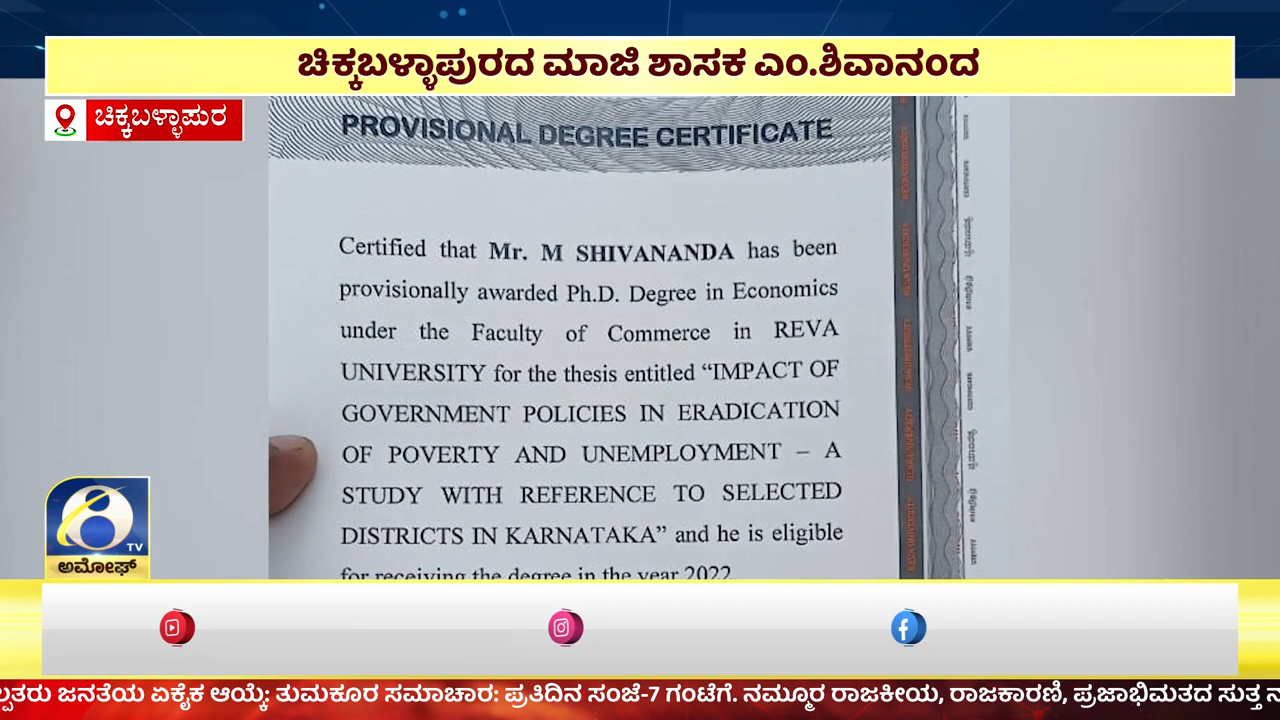 ಚಿಕ್ಕಬಳ್ಳಾಪುರದ ಮಾಜಿ ಶಾಸಕ ಎಂ.ಶಿವಾನಂದ
ಚಿಕ್ಕಬಳ್ಳಾಪುರ
PROVISIONAL DEGREE CERTIFICATE
Certified that Mr. M SHIVANANDA has been
provisionally awarded Ph.D. Degree in Economics
under the Faculty of Commerce in REVA
UNIVERSITY for the thesis entitled “IMPACT OF
GOVERNMENT POLICIES IN ERADICATION
OF POVERTY AND UNEMPLOYMENT – A
STUDY WITH REFERENCE TO SELECTED
DISTRICTS IN KARNATAKA” and he is eligible
for receiving the degree in the year 2022.
8
TV
ಅಮೋಘ್
ಜನತೆಯ ಏಕೈಕ ಆಯ್ಕೆ: ತುಮಕೂರ ಸಮಾಚಾರ: ಪ್ರತಿದಿನ ಸಂಜೆ-7 ಗಂಟೆಗೆ. ನಮ್ಮೂರ ರಾಜಕೀಯ, ರಾಜಕಾರಣಿ, ಪ್ರಜಾಭಿಮತದ ಸುತ್ತ